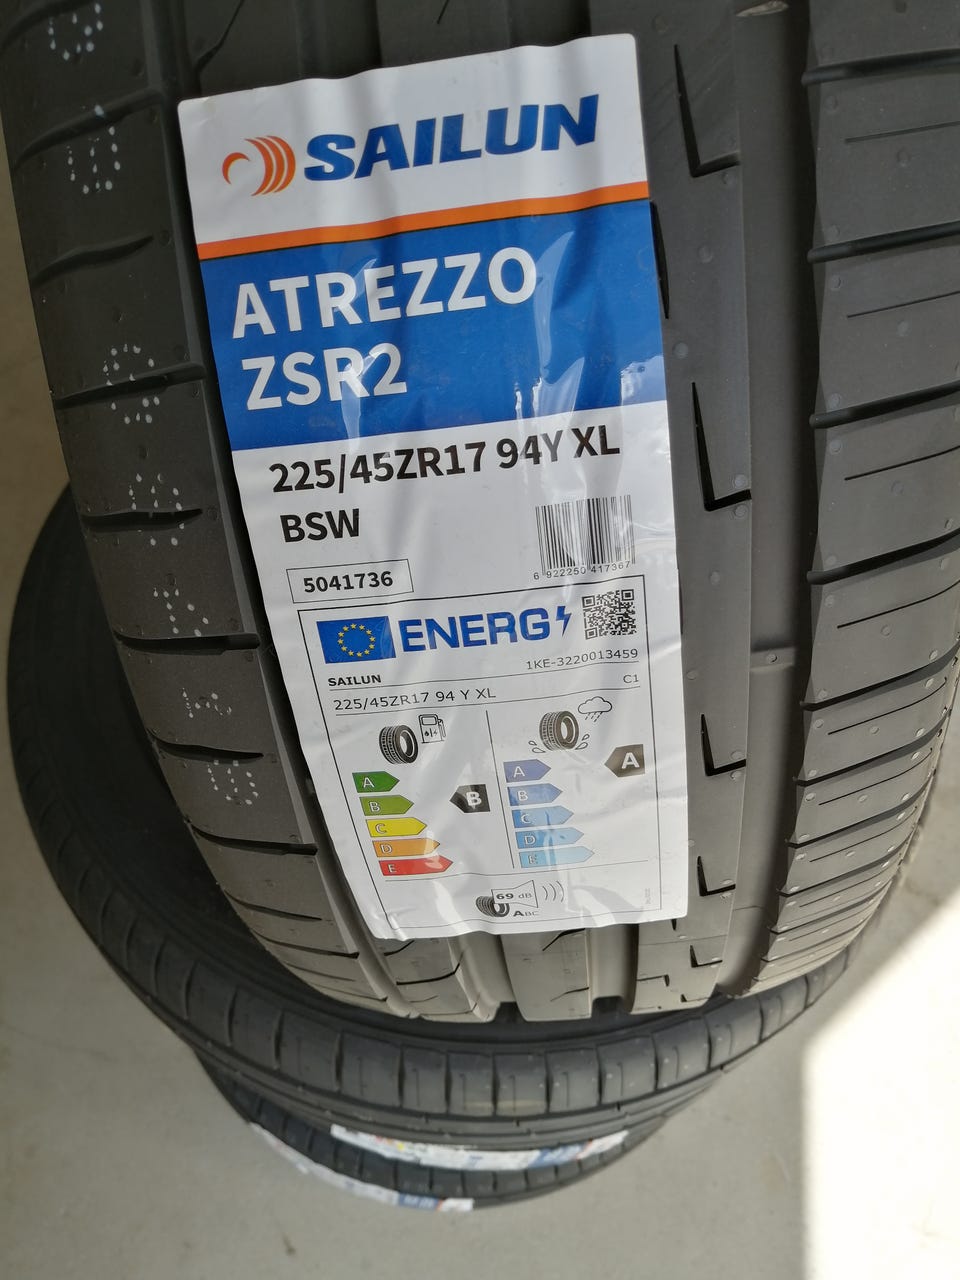 SAILUN
ATREZZO
ZSR2
225/45ZR17 94Y XL
BSW
5041736
6 922250 417367
ENERG
SAILUN
1KE-3220013459
225/45ZR17 94 Y XL
C1
A
B
C
D
E
B
A
B
C
D
E
A
69 dB
ABC